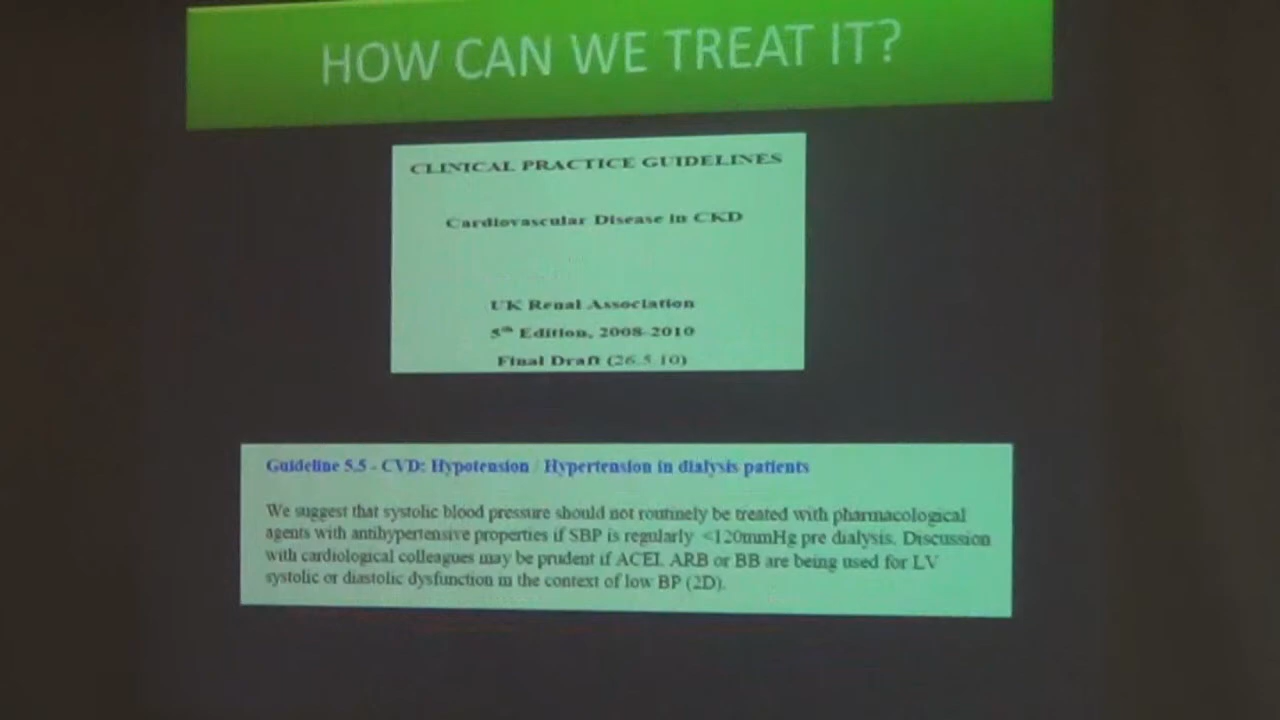 HOW CAN WE TREAT IT?
CLINICAL PRACTICE GUIDELINES
Cardiovascular Disease in CKD
UK Renal Association
5th Edition, 2008-2010
Final Draft (26.5.10)
Guideline 5.5 - CVD: Hypotension / Hypertension in dialysis patients
We suggest that systolic blood pressure should not routinely be treated with pharmacological
agents with antihypertensive properties if SBP is regularly <120mmHg pre dialysis. Discussion
with cardiological colleagues may be prudent if ACEI, ARB or BB are being used for LV
systolic or diastolic dysfunction in the context of low BP (2D).